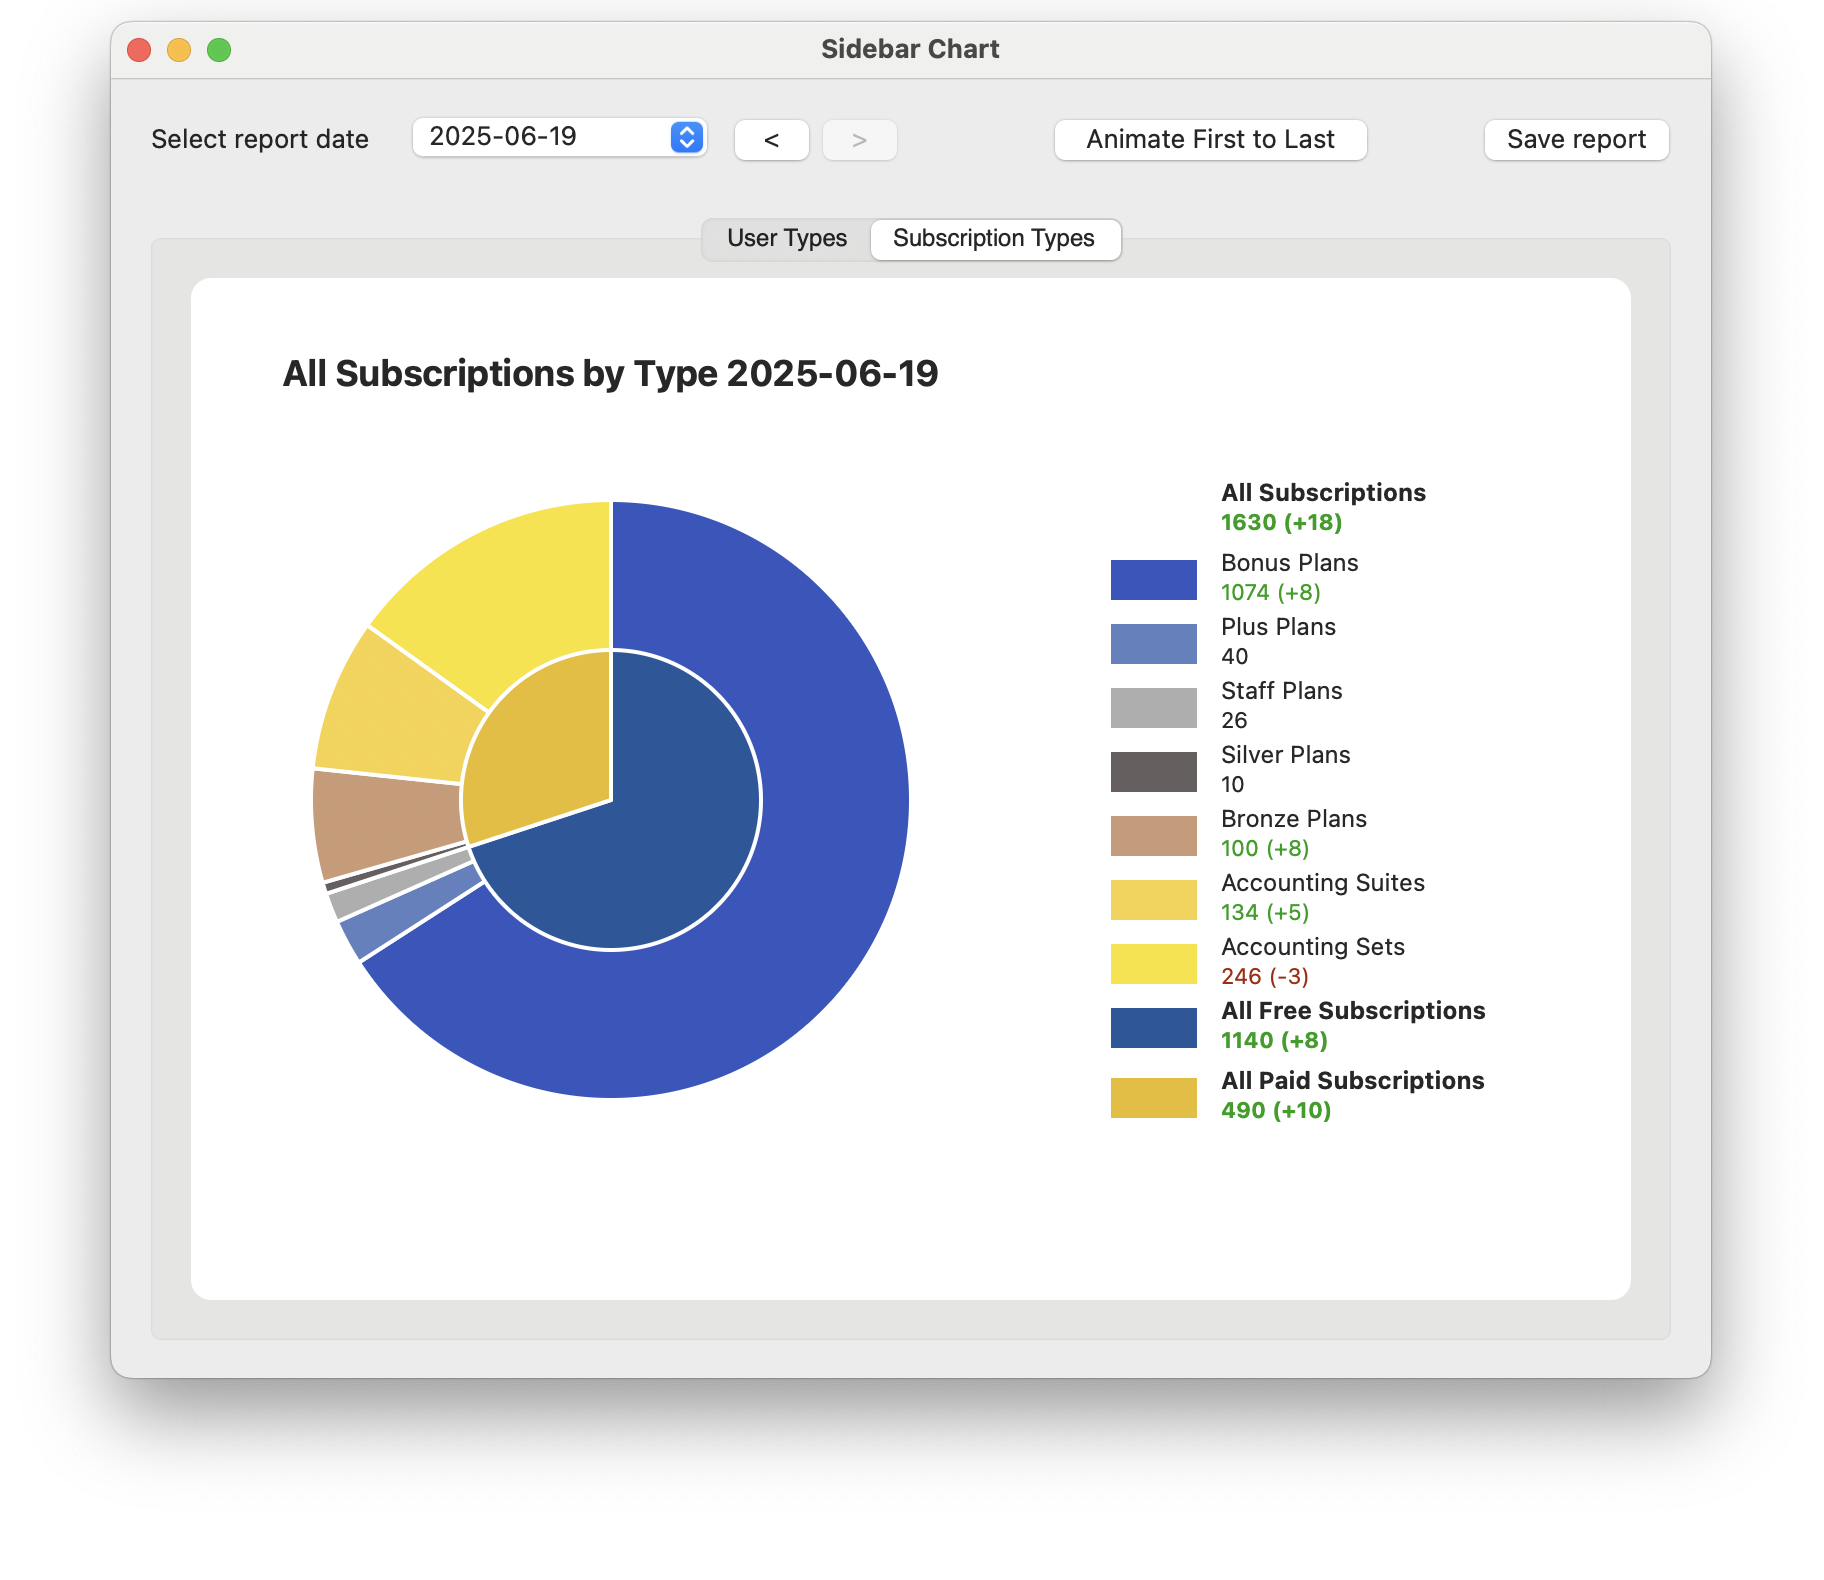 Sidebar Chart
Select report date
2025-06-19
<
>
Animate First to Last
Save report
User Types
Subscription Types
All Subscriptions by Type 2025-06-19
All Subscriptions
1630 (+18)
Bonus Plans
1074 (+8)
Plus Plans
40
Staff Plans
26
Silver Plans
10
Bronze Plans
100 (+8)
Accounting Suites
134 (+5)
Accounting Sets
246 (-3)
All Free Subscriptions
1140 (+8)
All Paid Subscriptions
490 (+10)